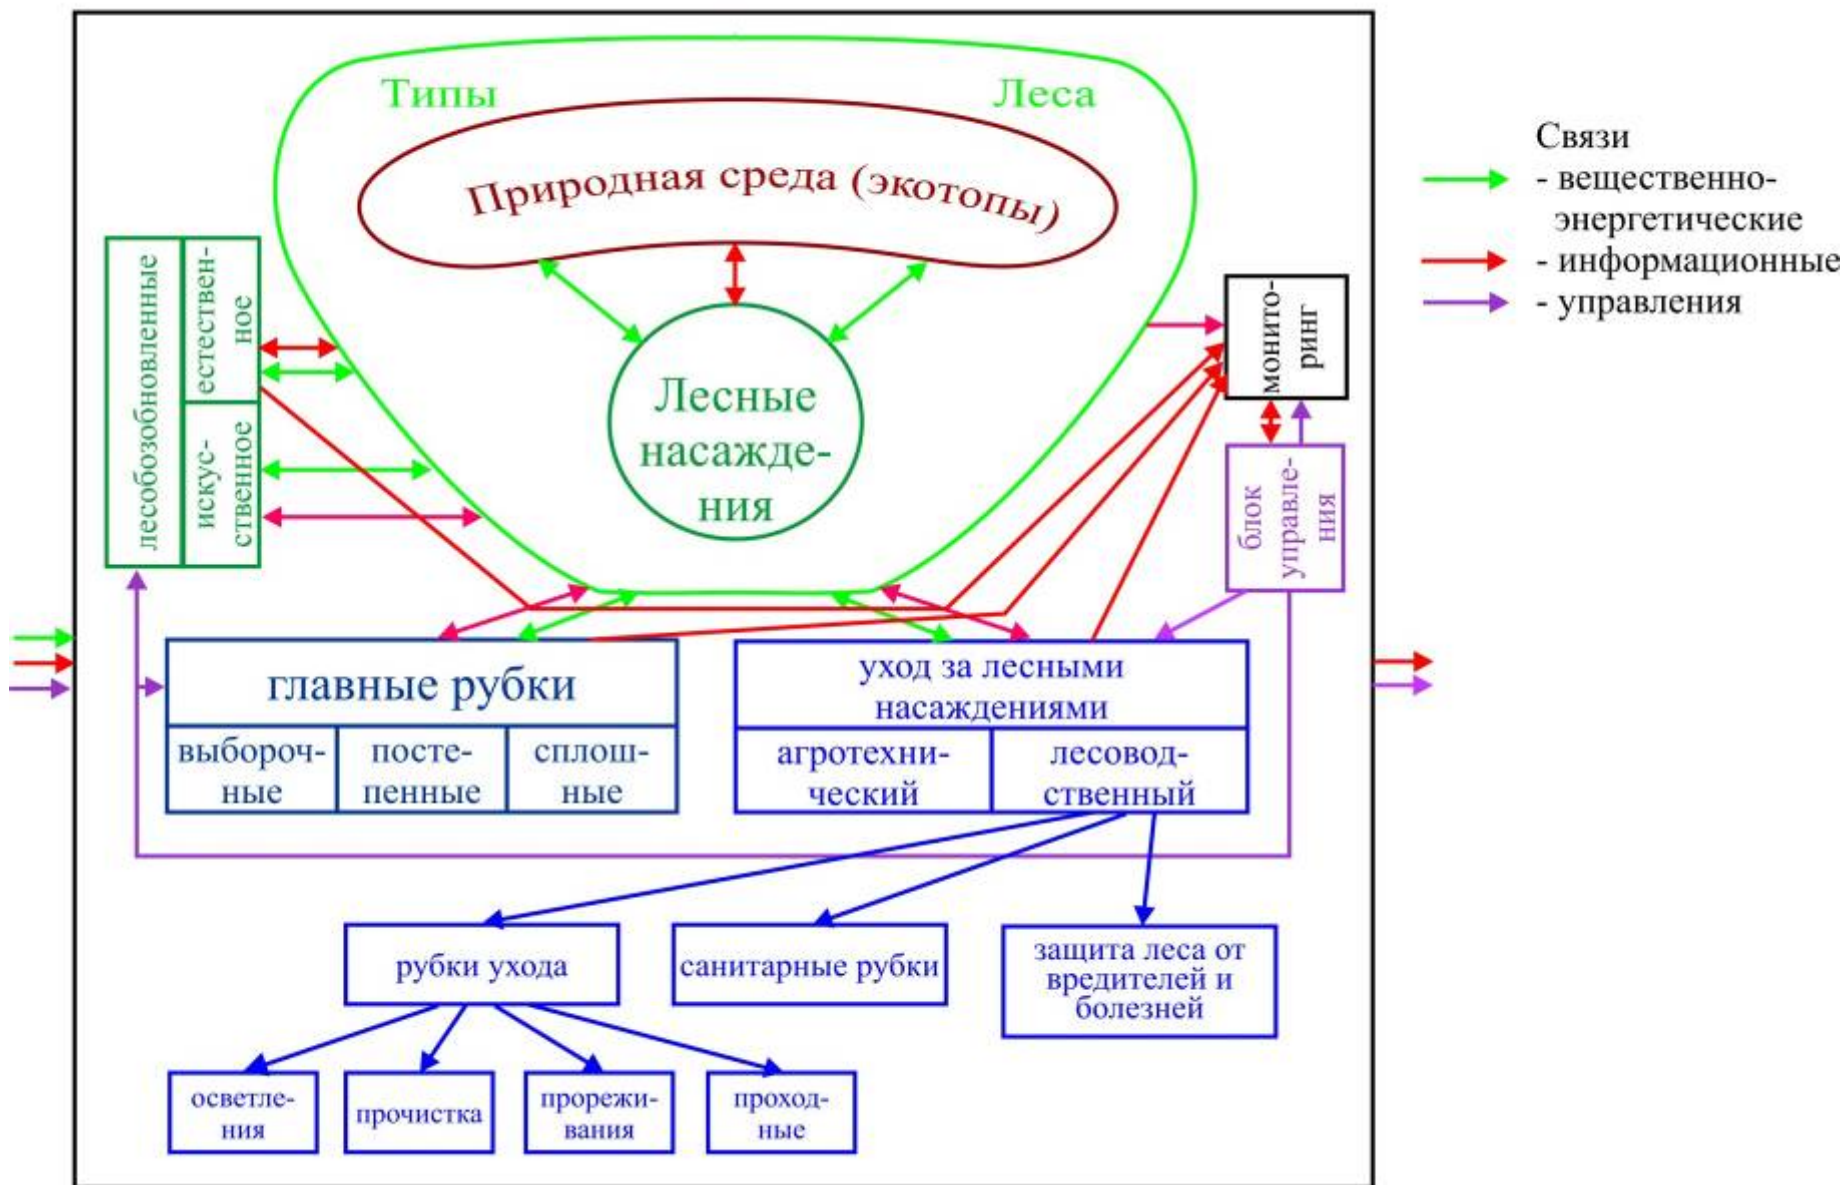 Типы Леса
Природная среда (экотопы)
Лесные
насажде-
ния
лесобозобновленные
естествен-
ное
искус-
ственное
монито-
ринг
блок
управле-
ния
Связи
- вещественно-
энергетические
- информационные
- управления
главные рубки
выбороч-
ные
посте-
пенные
сплош-
ные
уход за лесными
насаждениями
агротехни-
ческий
лесовод-
ственный
рубки ухода
санитарные рубки
защита леса от
вредителей и
болезней
осветле-
ния
прочистка
прорежи-
вания
проход-
ные